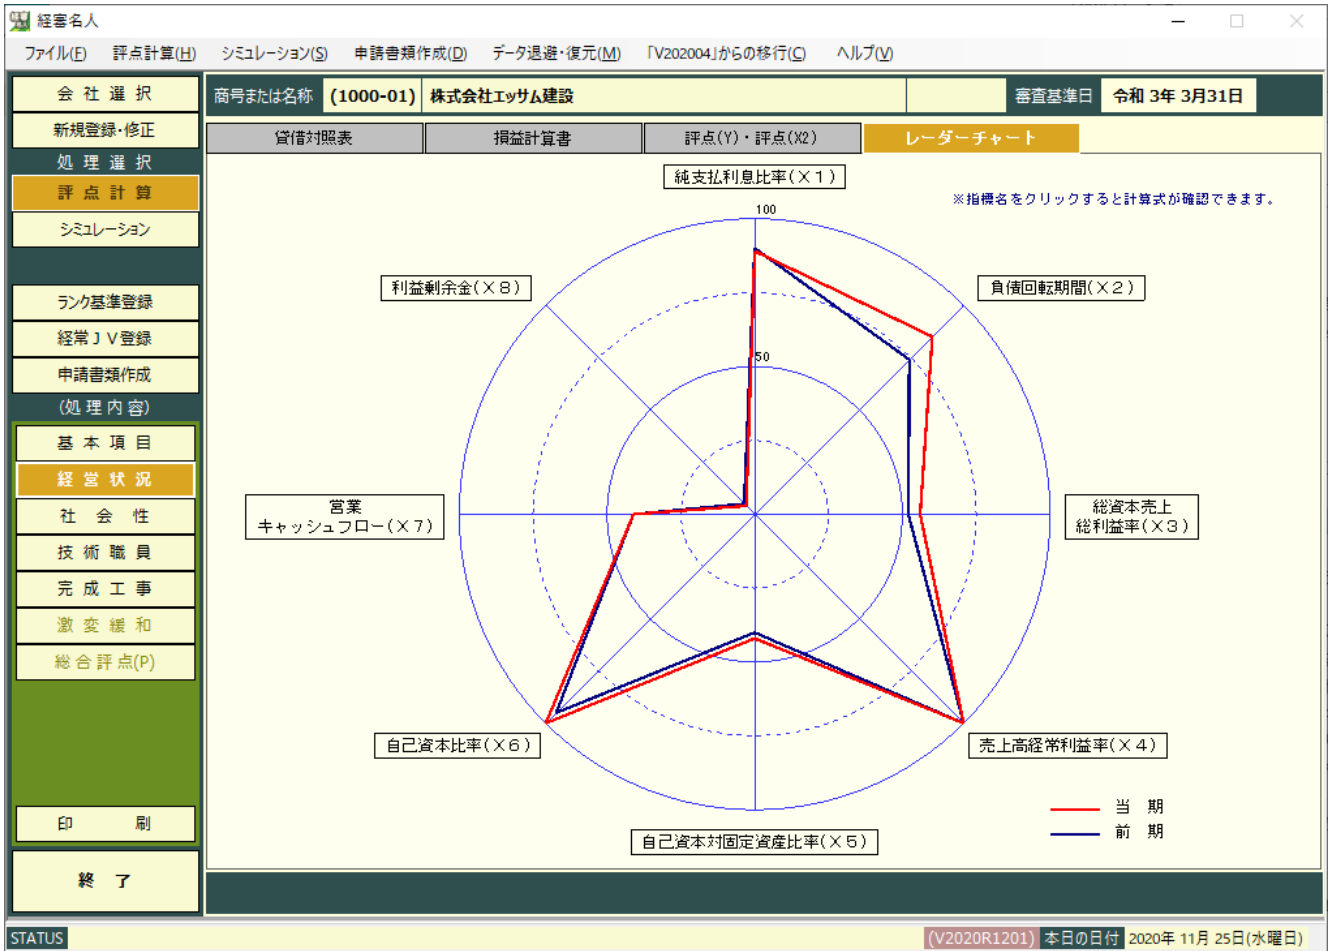 経審名人
ファイル(F) 評点計算(H) シミュレーション(S) 申請書類作成(D) データ退避・復元(M) 「V202004」からの移行(C) ヘルプ(V)
会 社 選 択
新規登録・修正
処 理 選 択
評 点 計 算
シミュレーション
ランク基準登録
経常JV登録
申請書類作成
(処 理 内 容)
基 本 項 目
経 営 状 況
社 会 性
技 術 職 員
完 成 工 事
激 変 緩 和
総 合 評 点(P)
印 刷
終 了
商号または名称 (1000-01) 株式会社エッサム建設 審査基準日 令和 3年 3月31日
貸借対照表 損益計算書 評点(Y)・評点(X2) レーダーチャート
純支払利息比率(X1)
※指標名をクリックすると計算式が確認できます。
100
利益剰余金(X8)
負債回転期間(X2)
50
営業
キャッシュフロー(X7)
総資本売上
総利益率(X3)
自己資本比率(X6)
売上高経常利益率(X4)
自己資本対固定資産比率(X5)
当 期
前 期
STATUS (V2020R1201) 本日の日付 2020年 11月 25日(水曜日)